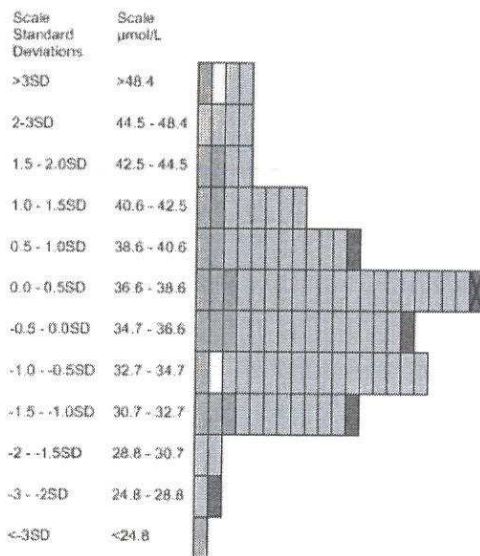 Scale Standard Deviations
Scale µmol/L
>3SD >48.4
2-3SD 44.5 - 48.4
1.5 - 2.0SD 42.5 - 44.5
1.0 - 1.5SD 40.6 - 42.5
0.5 - 1.0SD 38.6 - 40.6
0.0 - 0.5SD 36.6 - 38.6
-0.5 - 0.0SD 34.7 - 36.6
-1.0 - -0.5SD 32.7 - 34.7
-1.5 - -1.0SD 30.7 - 32.7
-2 - -1.5SD 28.8 - 30.7
-3 - -2SD 24.8 - 28.8
<-3SD <24.8
X